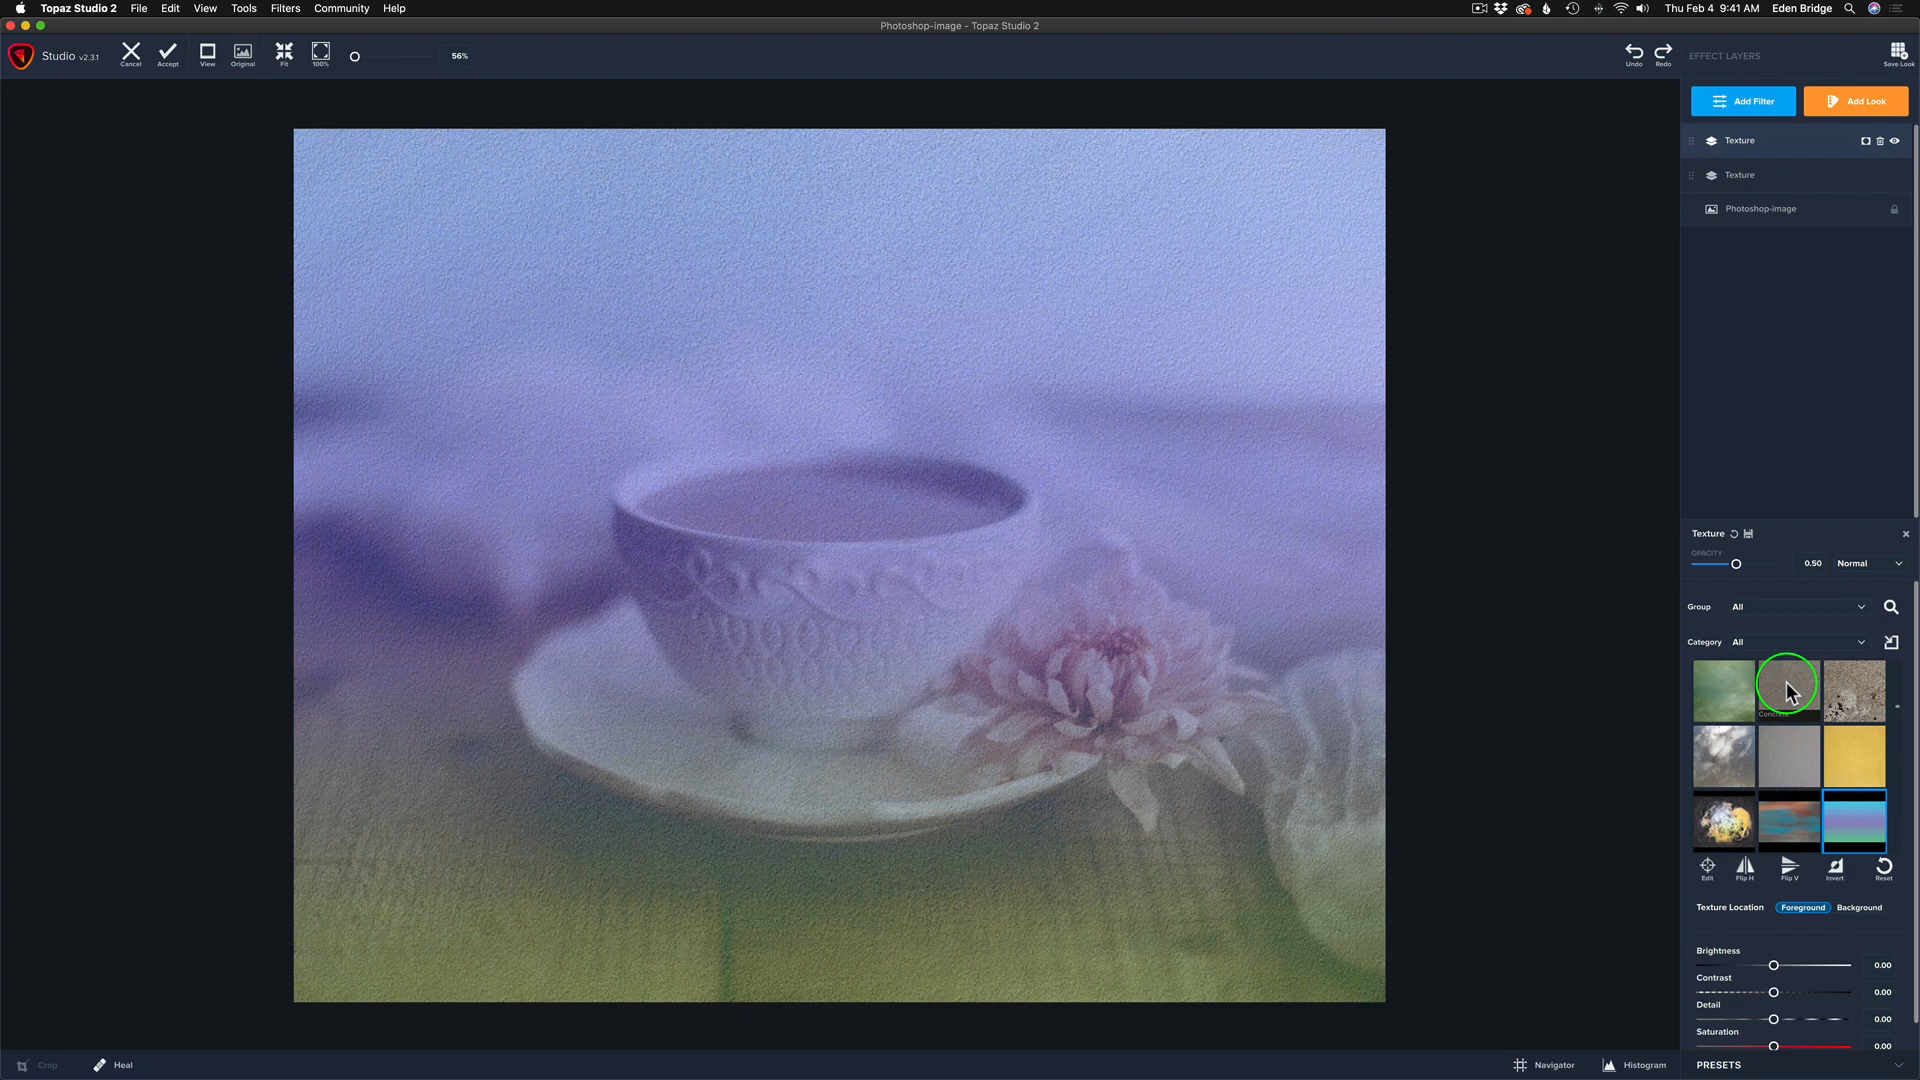 Topaz Studio 2 File Edit View Tools Filters Community Help Thu Feb 4 9:41 AM Eden Bridge
Photoshop-image - Topaz Studio 2
Studio v2.3.1 Cancel Accept View Original Fit 100% 56% Undo Redo EFFECT LAYERS Save Look
Add Filter Add Look
Texture
Texture
Photoshop-image
Texture
OPACITY
0.50 Normal
Group All
Category All
Concrete
Edit Flip H Flip V Invert Reset
Texture Location Foreground Background
Brightness
0.00
Contrast
0.00
Detail
0.00
Saturation
0.00
Crop Heal Navigator Histogram PRESETS